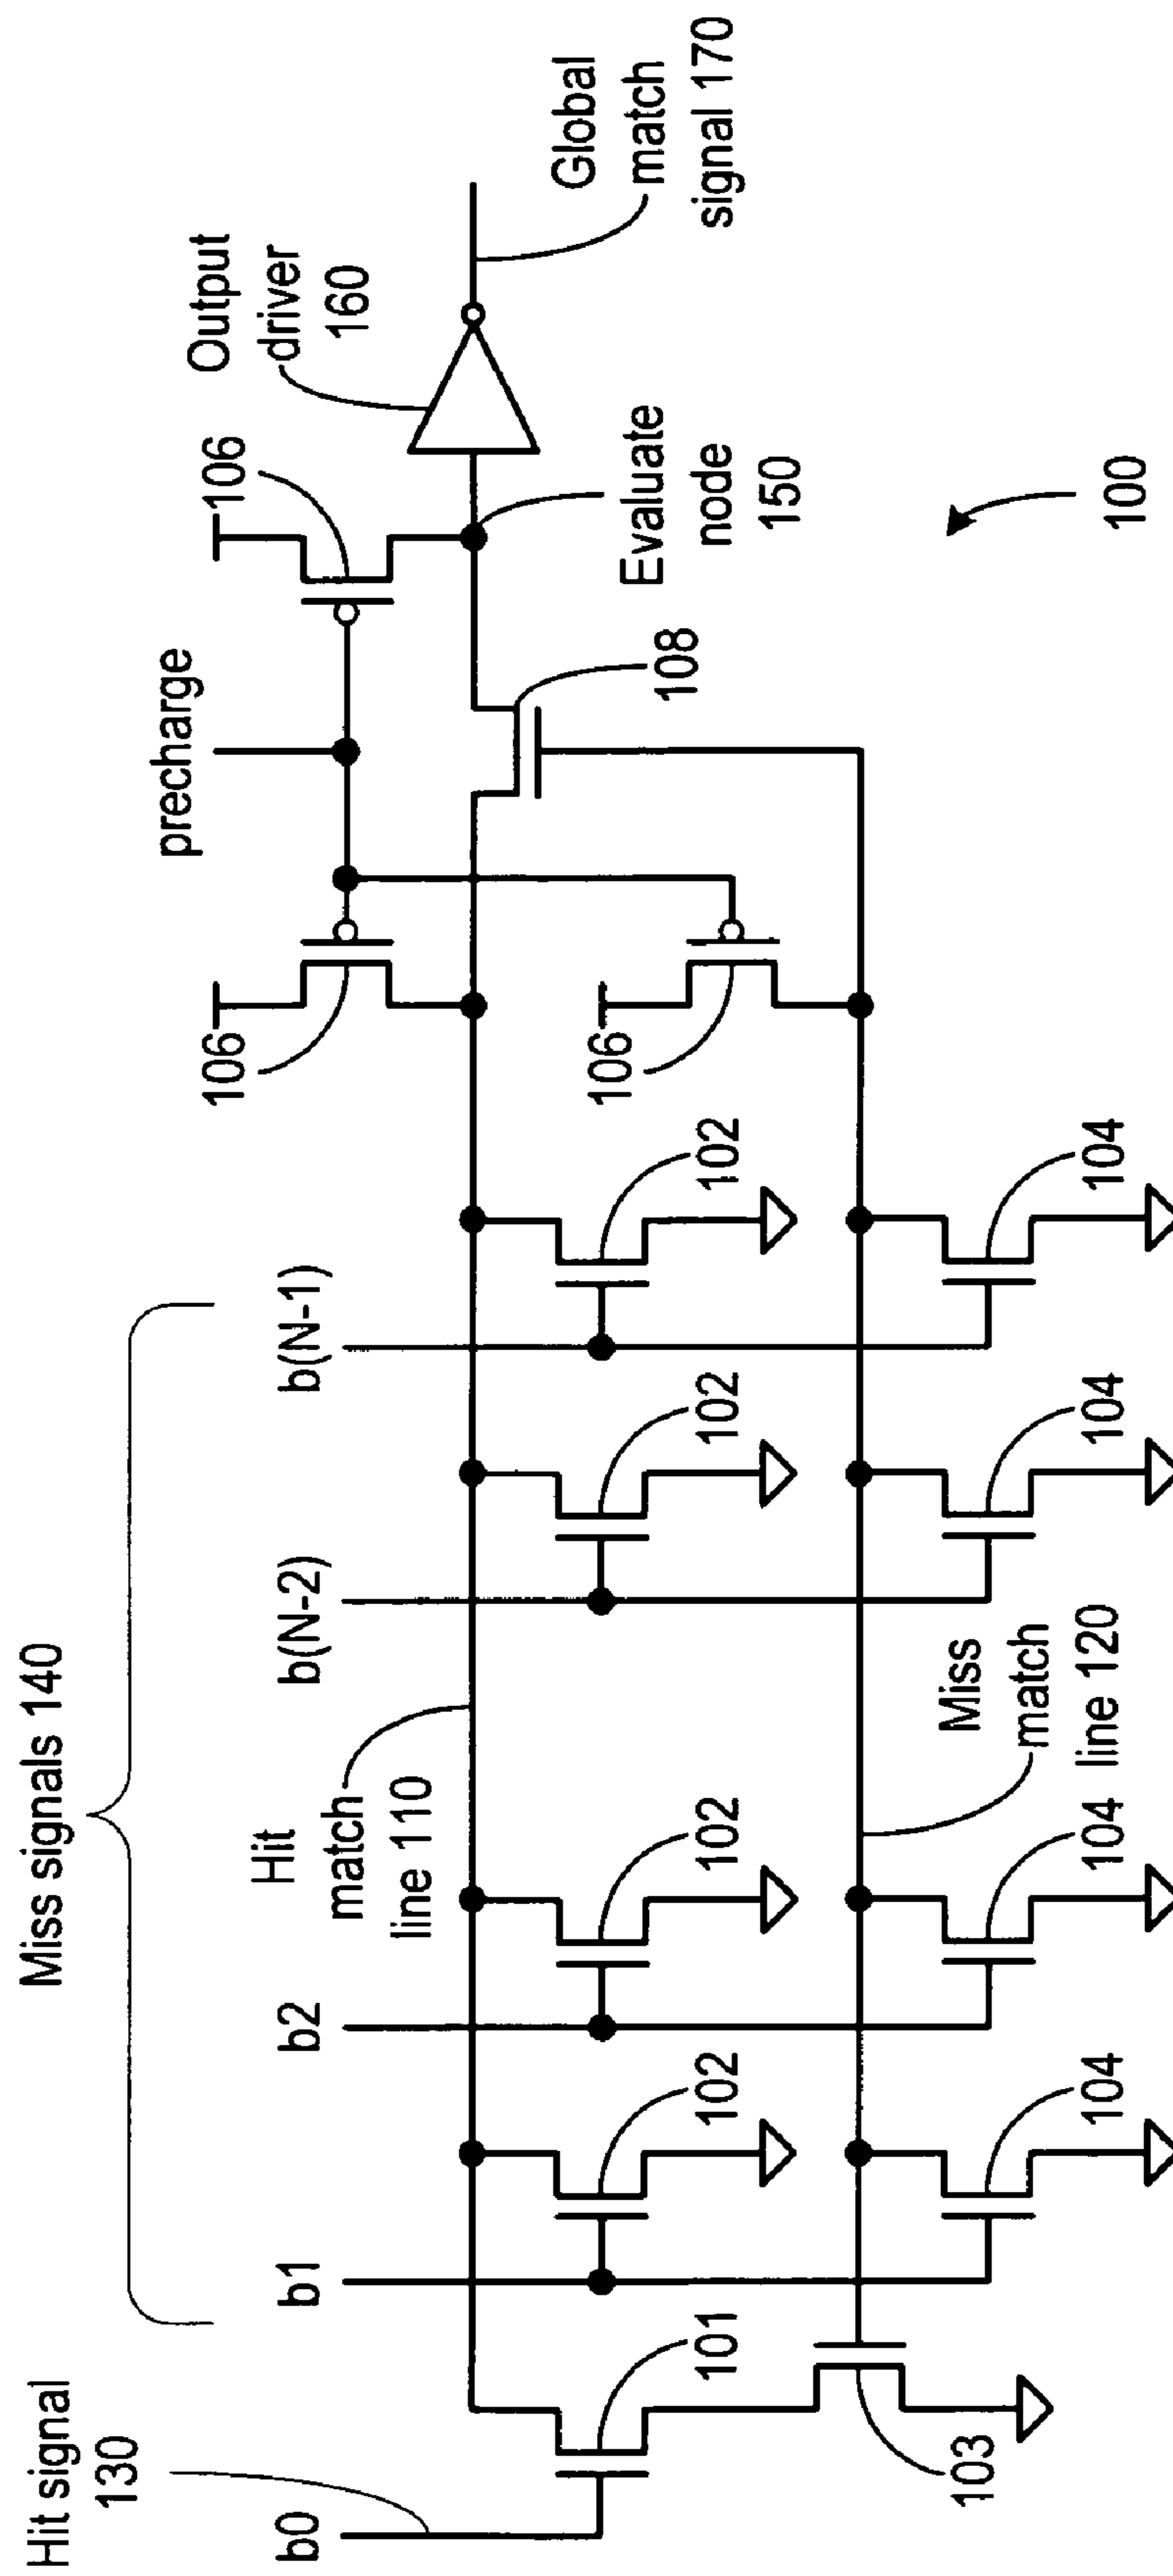 Hit signal
130
Miss signals 140
b0
b1
b2
b(N-2)
b(N-1)
precharge
Hit
match
line 110
106
106
106
Output
driver
160
Global
match
signal 170
Evaluate
node
150
108
101
102
102
102
102
103
104
104
104
104
Miss
match
line 120
100